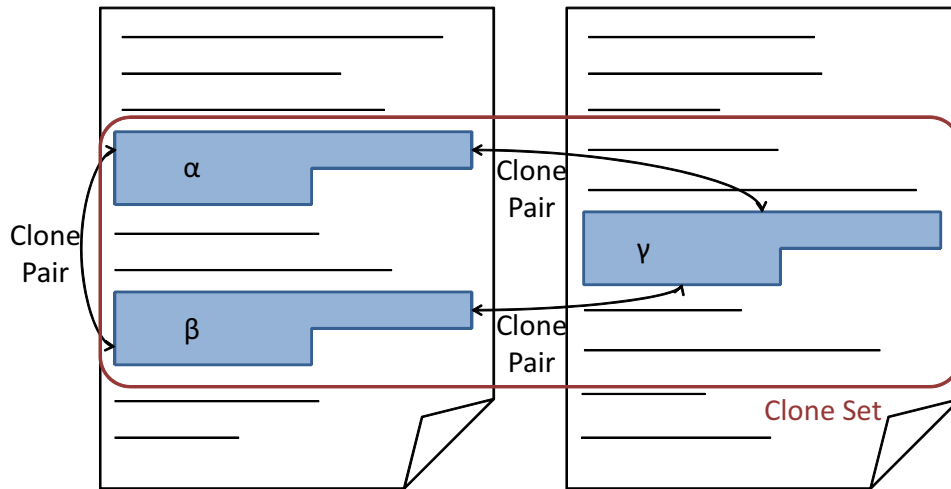 α
Clone
Pair
γ
Clone
Pair
β
Clone
Pair
Clone Set